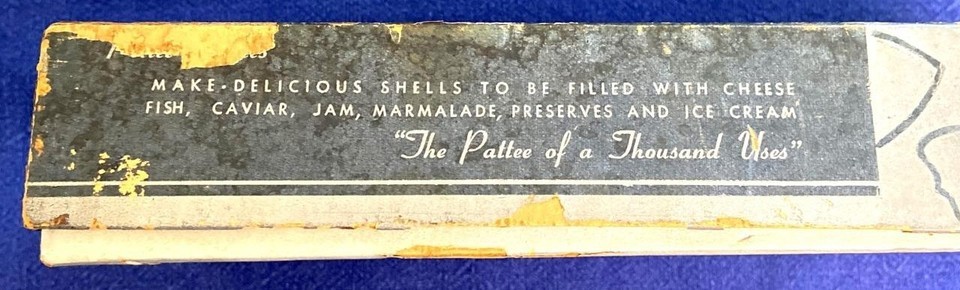 MAKE-DELICIOUS SHELLS TO BE FILLED WITH CHEESE
FISH, CAVIAR, JAM, MARMALADE, PRESERVES AND ICE CREAM
"The Pattee of a Thousand Uses"